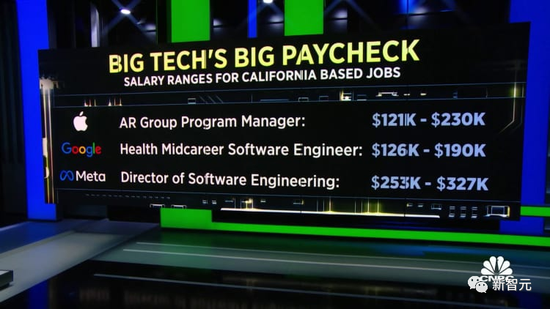 BIG TECH'S BIG PAYCHECK
SALARY RANGES FOR CALIFORNIA BASED JOBS
AR Group Program Manager: $121K - $230K
Google Health Midcareer Software Engineer: $126K - $190K
Meta Director of Software Engineering: $253K - $327K
CNBC
新智元